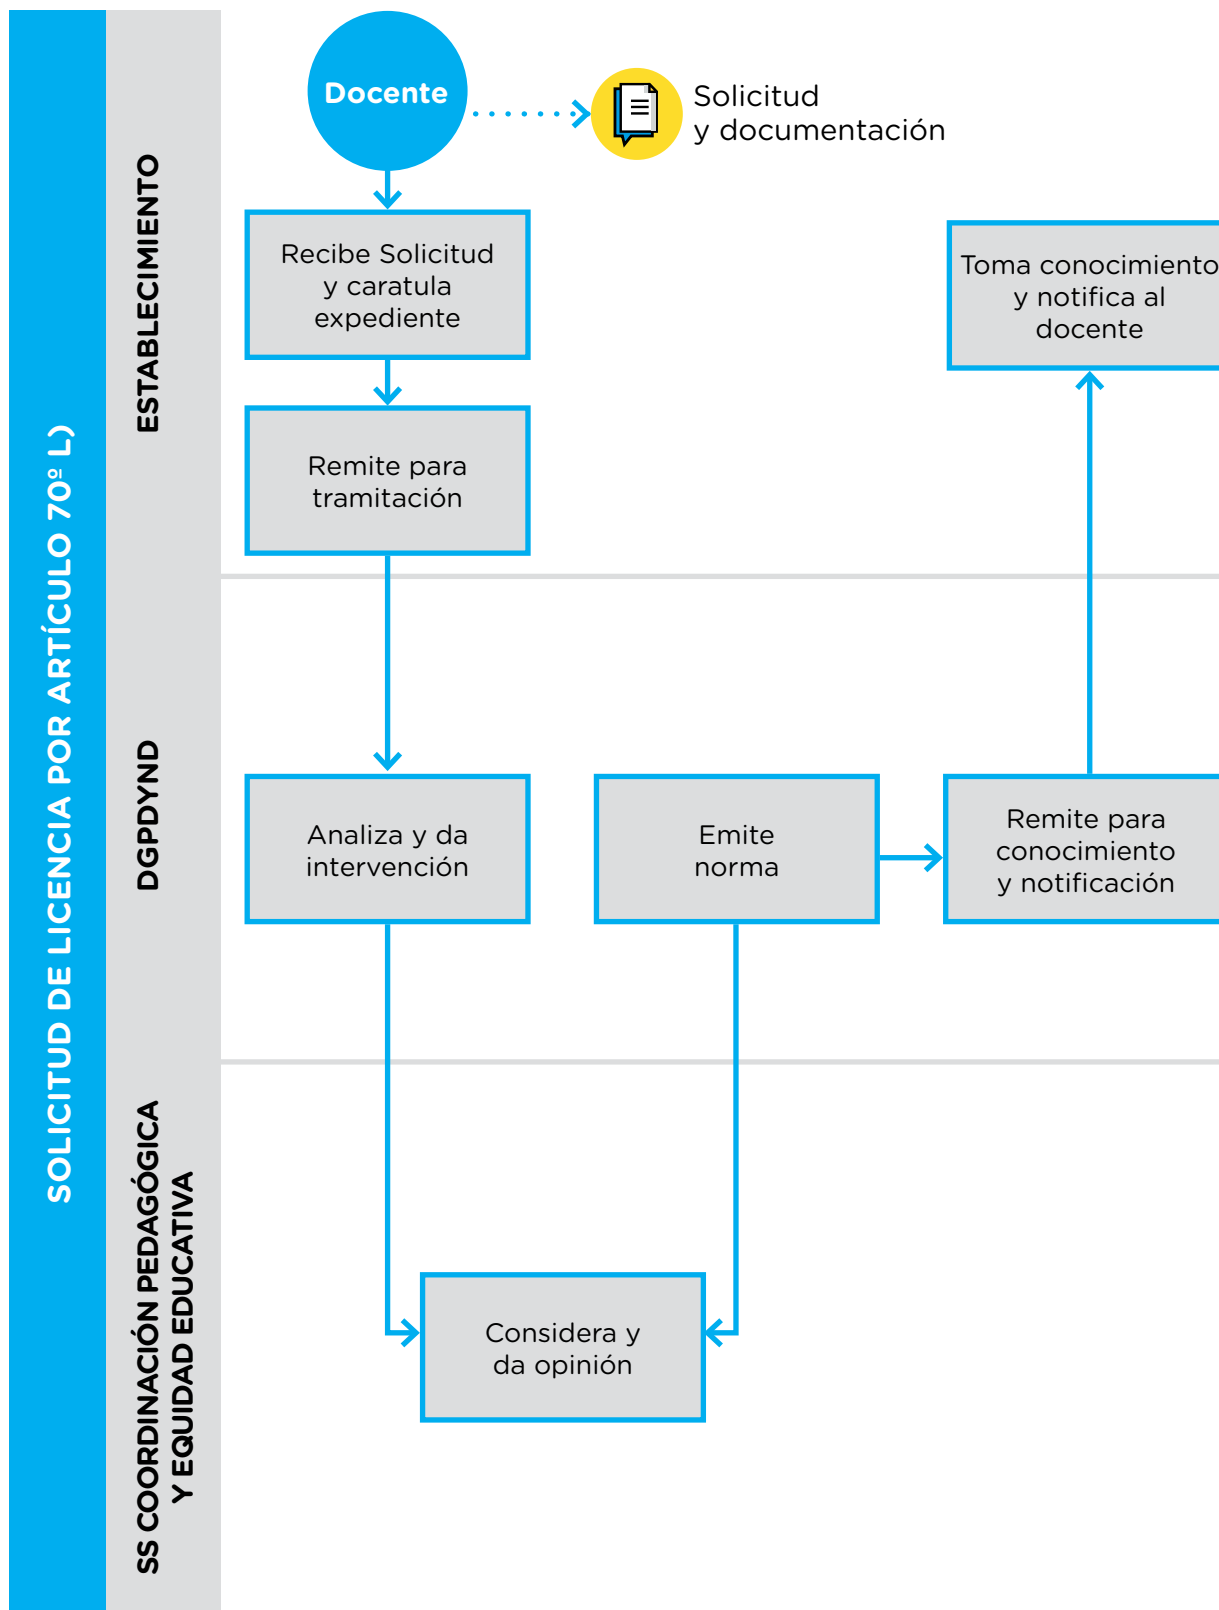 SOLICITUD DE LICENCIA POR ARTÍCULO 70º L)
ESTABLECIMIENTO
Docente
Solicitud
y documentación
Recibe Solicitud
y caratula
expediente
Toma conocimiento
y notifica al
docente
Remite para
tramitación
DGPDYND
Analiza y da
intervención
Emite
norma
Remite para
conocimiento
y notificación
SS COORDINACIÓN PEDAGÓGICA
Y EQUIDAD EDUCATIVA
Considera y
da opinión